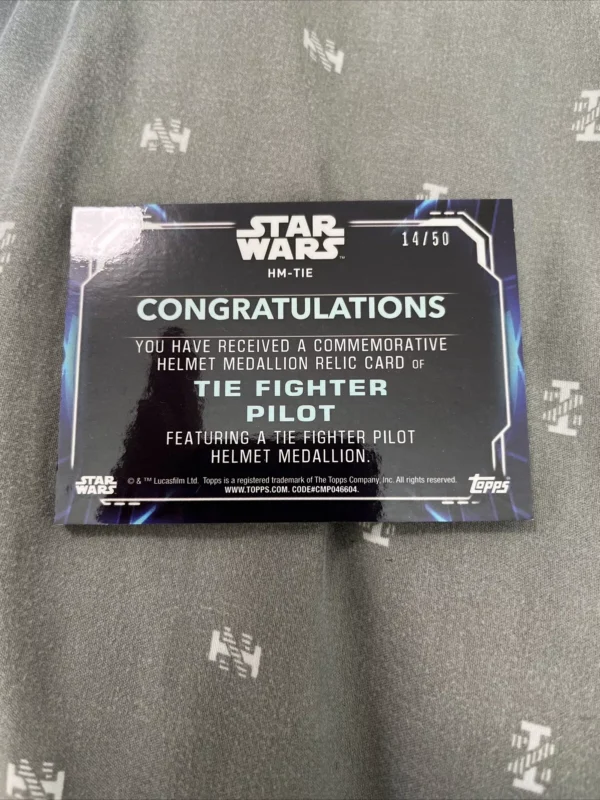 STAR
WARS™
14/50
HM-TIE
CONGRATULATIONS
YOU HAVE RECEIVED A COMMEMORATIVE
HELMET MEDALLION RELIC CARD OF
TIE FIGHTER
PILOT
FEATURING A TIE FIGHTER PILOT
HELMET MEDALLION.
STAR
WARS
© & ™ Lucasfilm Ltd. Topps is a registered trademark of The Topps Company, Inc. All rights reserved.
WWW.TOPPS.COM. CODE#CMP046604.
topps